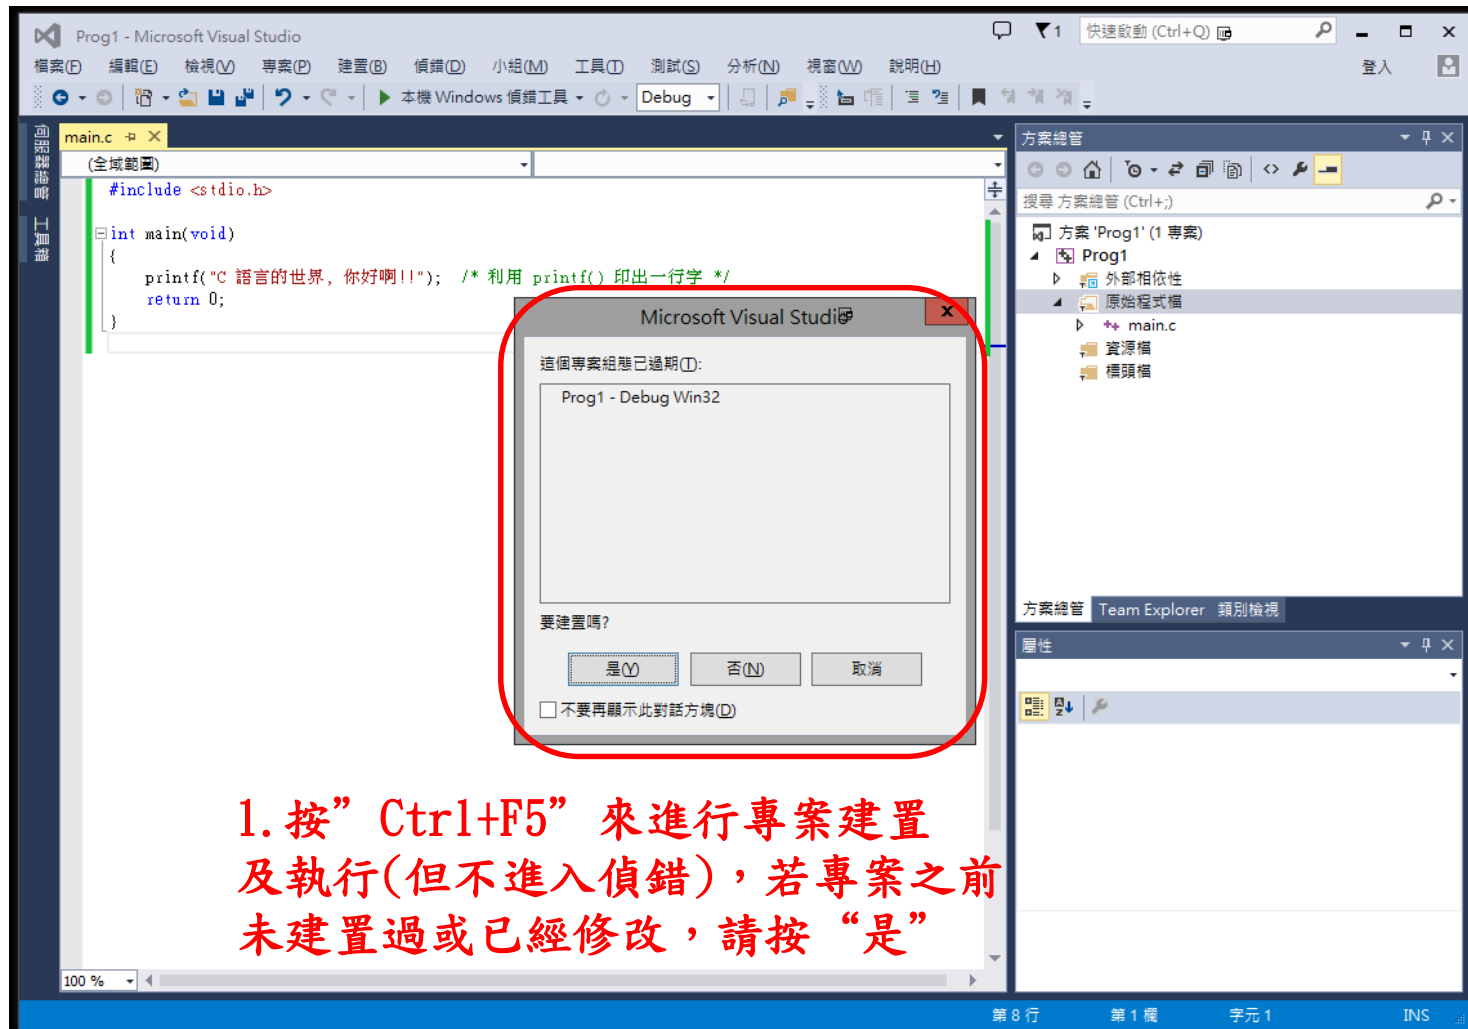 Prog1 - Microsoft Visual Studio
1
快速啟動 (Ctrl+Q)
檔案(F) 編輯(E) 檢視(V) 專案(P) 建置(B) 偵錯(D) 小組(M) 工具(T) 測試(S) 分析(N) 視窗(W) 說明(H)
登入
本機 Windows 偵錯工具
Debug
伺服器總管
工具箱
main.c
(全域範圍)
#include <stdio.h>
int main(void)
{
printf("C 語言的世界, 你好啊!!"); /* 利用 printf() 印出一行字 */
return 0;
}
Microsoft Visual Studio
x
這個專案組態已過期(T):
Prog1 - Debug Win32
要建置嗎?
是(Y) 否(N) 取消
不要再顯示此對話方塊(D)
1.按”Ctrl+F5”來進行專案建置
及執行(但不進入偵錯)，若專案之前
未建置過或已經修改，請按“是”
100 %
方案總管
搜尋 方案總管 (Ctrl+;)
方案 'Prog1' (1 專案)
Prog1
外部相依性
原始程式檔
++ main.c
資源檔
標頭檔
方案總管 Team Explorer 類別檢視
屬性
第 8 行 第 1 欄 字元 1 INS